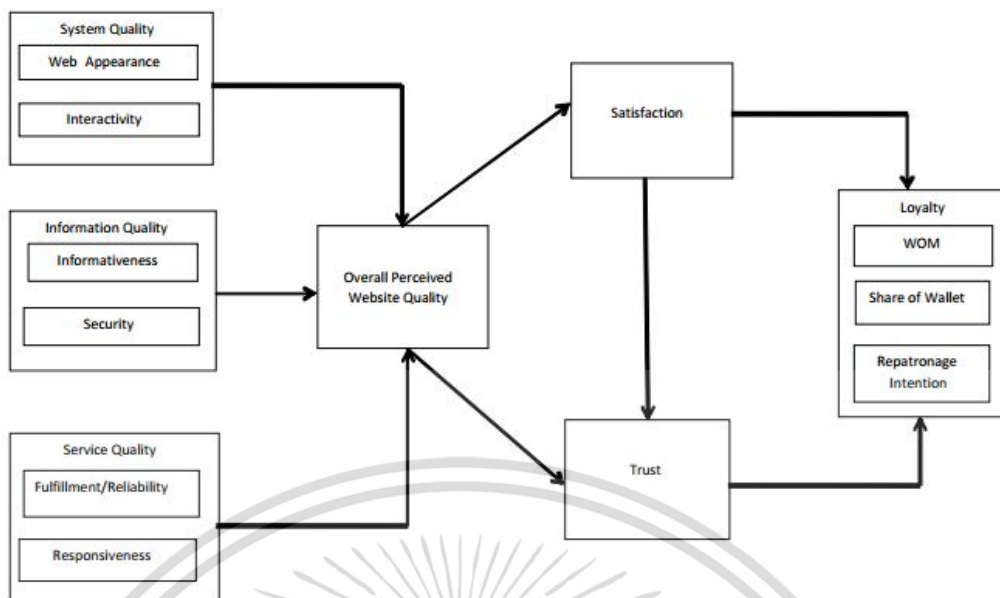 System Quality
Web Appearance
Interactivity
Information Quality
Informativeness
Security
Service Quality
Fulfillment/Reliability
Responsiveness
Overall Perceived
Website Quality
Satisfaction
Trust
Loyalty
WOM
Share of Wallet
Repatronage
Intention